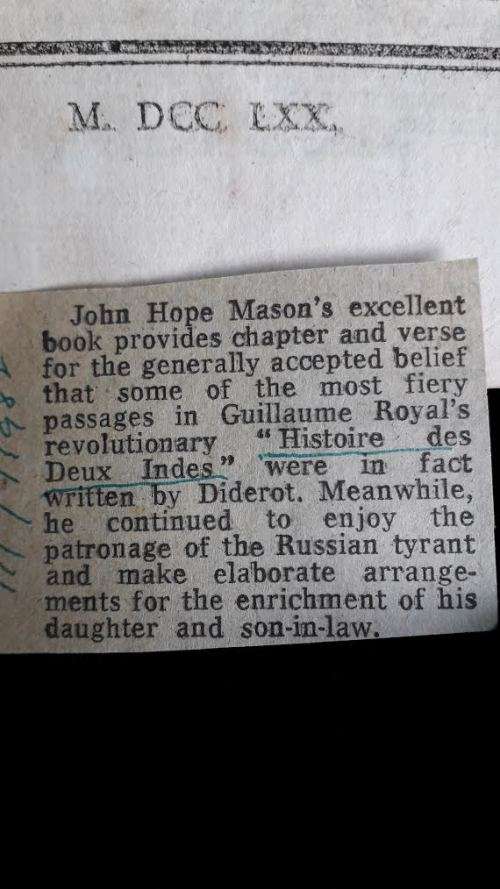 M. DCC. LXX.
John Hope Mason's excellent
book provides chapter and verse
for the generally accepted belief
that some of the most fiery
passages in Guillaume Royal's
revolutionary "Histoire des
Deux Indes" were in fact
written by Diderot. Meanwhile,
he continued to enjoy the
patronage of the Russian tyrant
and make elaborate arrange-
ments for the enrichment of his
daughter and son-in-law.